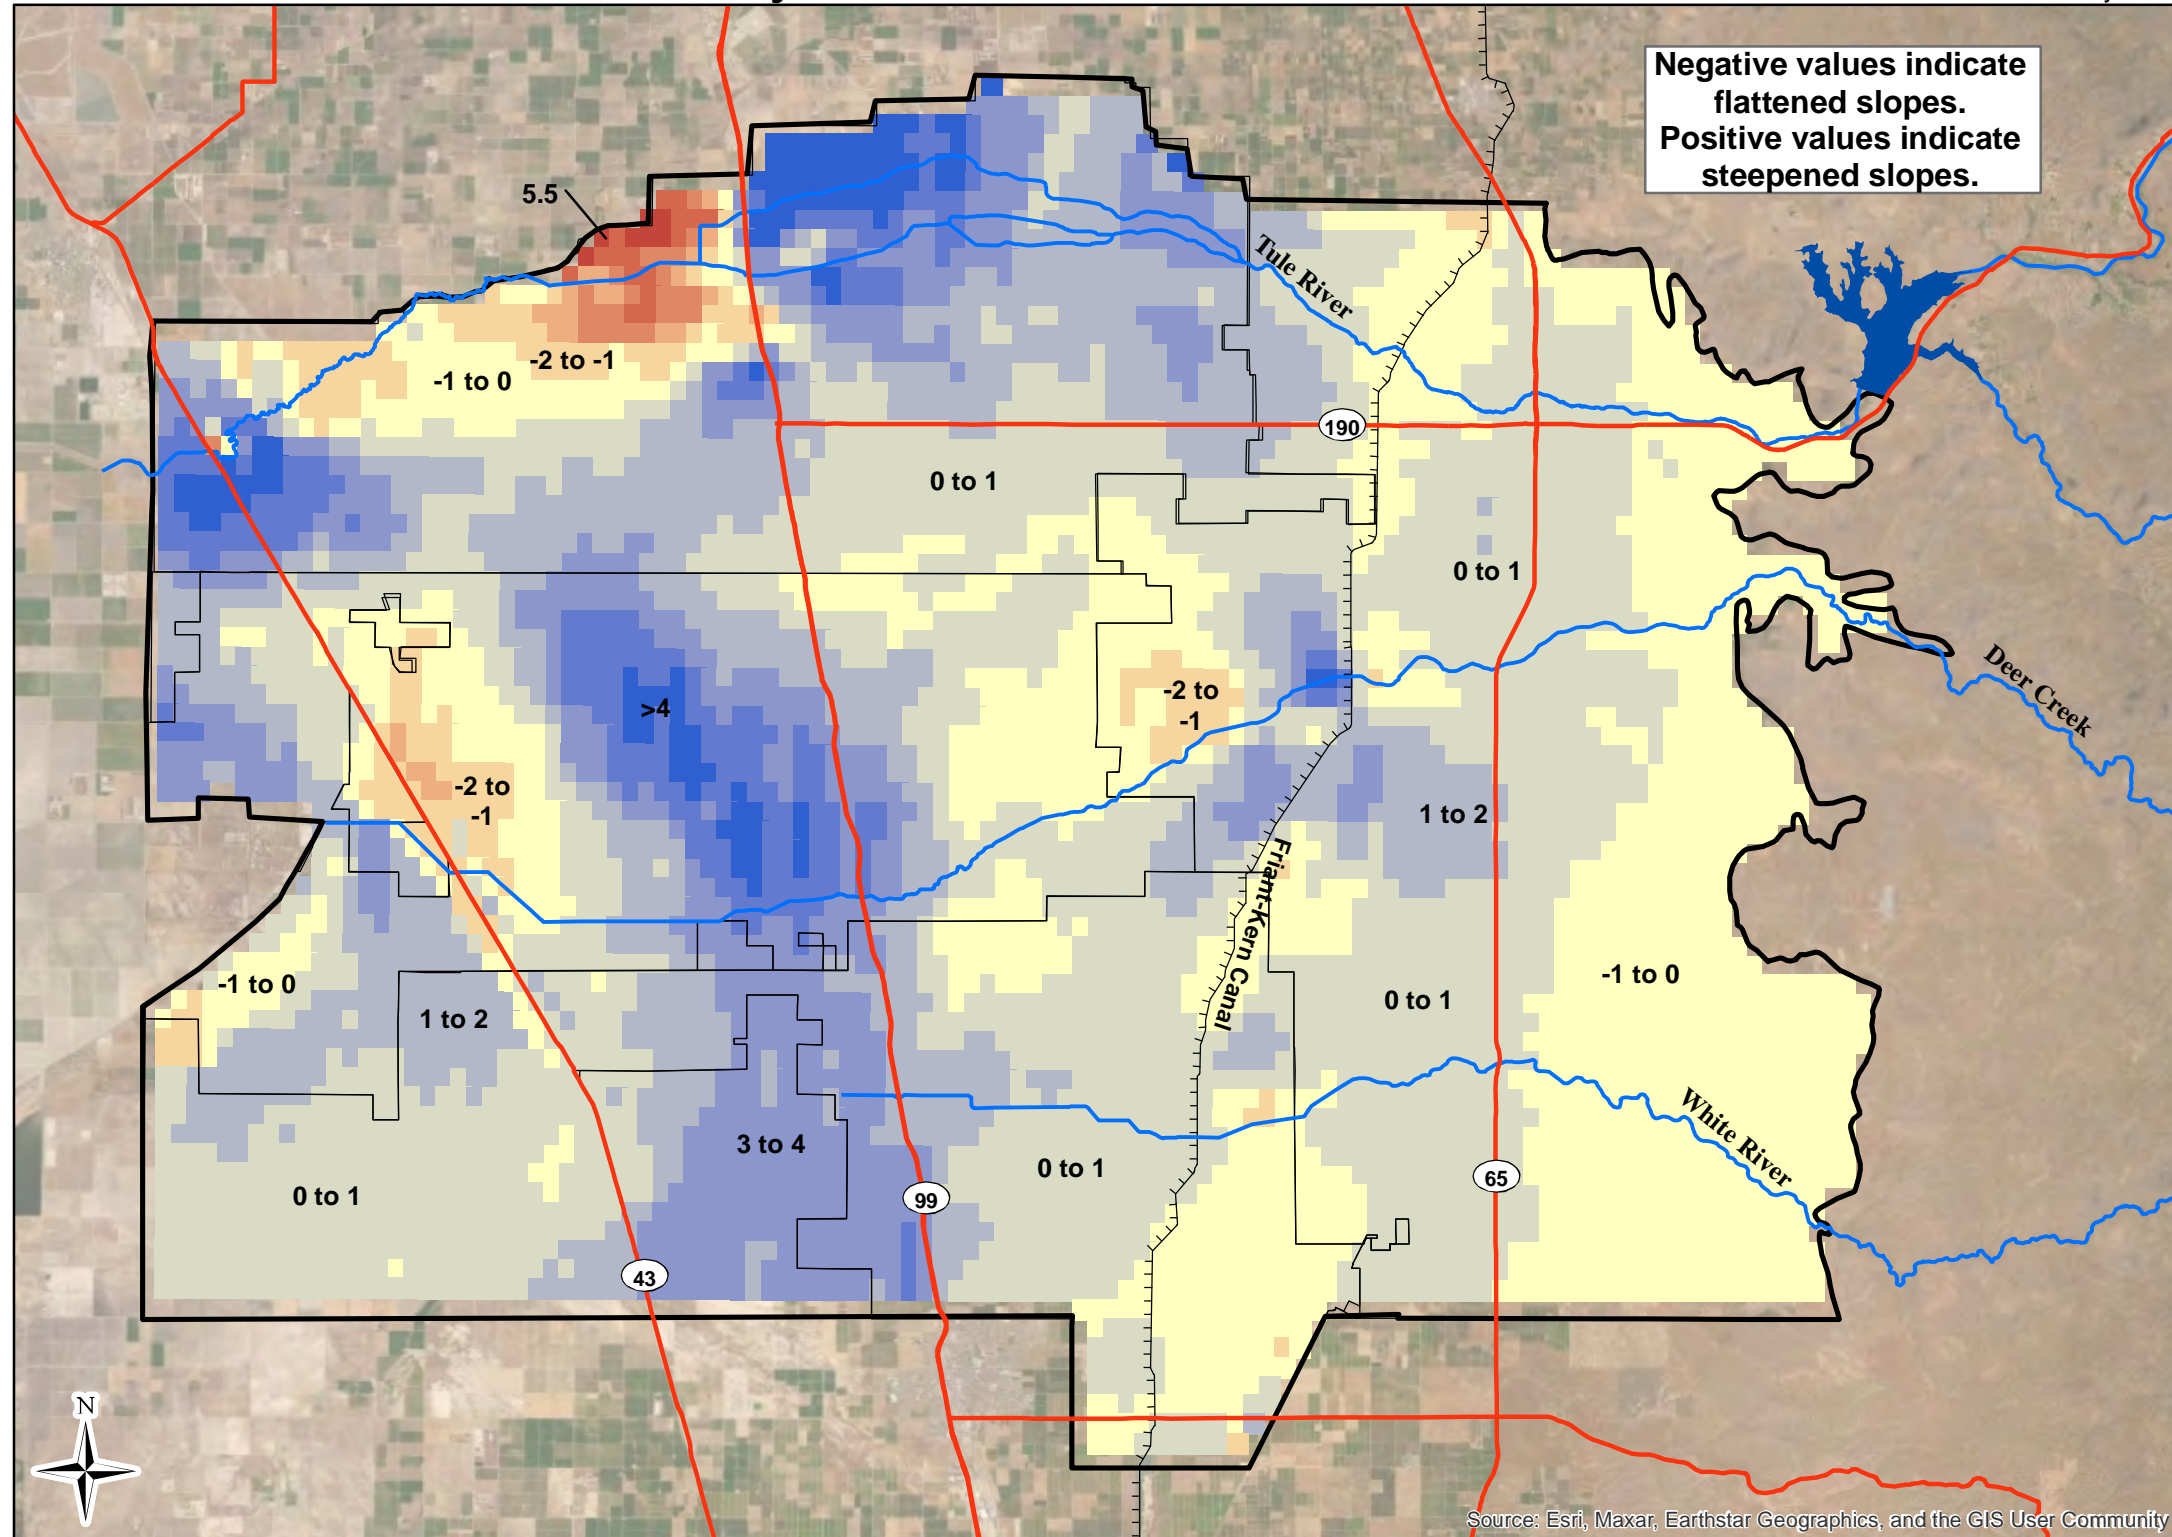 Negative values indicate
flattened slopes.
Positive values indicate
steepened slopes.
5.5
Tule River
-2 to -1
-1 to 0
190
0 to 1
0 to 1
Deer Creek
-2 to
-1
>4
-2 to
-1
1 to 2
Friant-Kern Canal
-1 to 0
-1 to 0
0 to 1
1 to 2
White River
3 to 4
0 to 1
65
0 to 1
99
43
N
Source: Esri, Maxar, Earthstar Geographics, and the GIS User Community